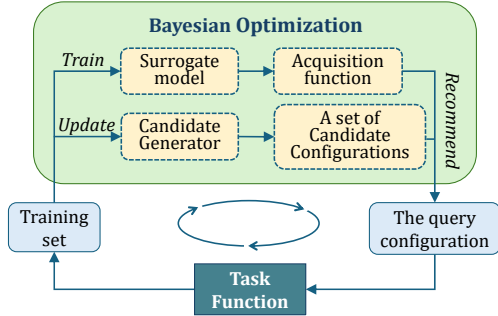 Bayesian Optimization
Train
Surrogate
model
Acquisition
function
Update
Candidate
Generator
A set of
Candidate
Configurations
Recommend
Training
set
The query
configuration
Task
Function